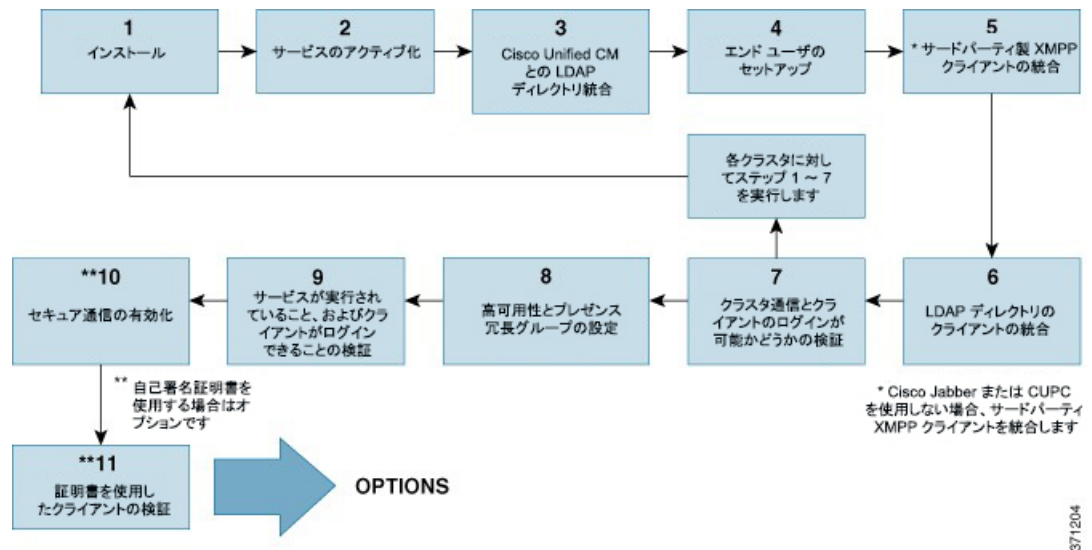 1
インストール
2
サービスのアクティブ化
3
Cisco Unified CM
との LDAP
ディレクトリ統合
4
エンド ユーザの
セットアップ
5
* サードパーティ製 XMPP
クライアントの統合
各クラスタに対し
てステップ 1 ~ 7
を実行します
**10
セキュア通信の有効化
9
サービスが実行され
ていること、およびクラ
イアントがログイン
できることの検証
8
高可用性とプレゼンス
冗長グループの設定
7
クラスタ通信とクラ
イアントのログインが
可能かどうかの検証
6
LDAP ディレクトリの
クライアントの統合
** 自己署名証明書を
使用する場合はオ
プションです
* Cisco Jabber または CUPC
を使用しない場合、サードパーティ
XMPP クライアントを統合します
**11
証明書を使用し
たクライアントの検証
OPTIONS
371204